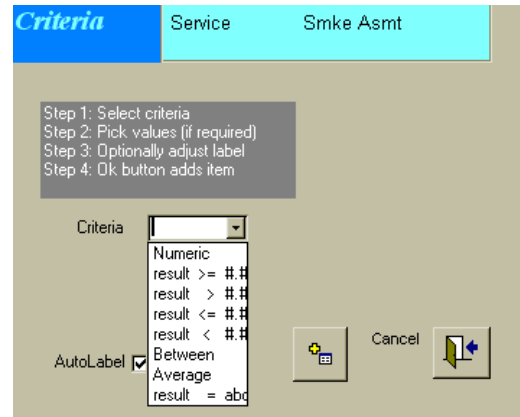 Criteria Service Smke Asmt
Step 1: Select criteria
Step 2: Pick values (if required)
Step 3: Optionally adjust label
Step 4: Ok button adds item
Criteria
Numeric
result >= #.#
result > #.#
result <= #.#
result < #.#
Between
Average
result = abc
AutoLabel
Cancel